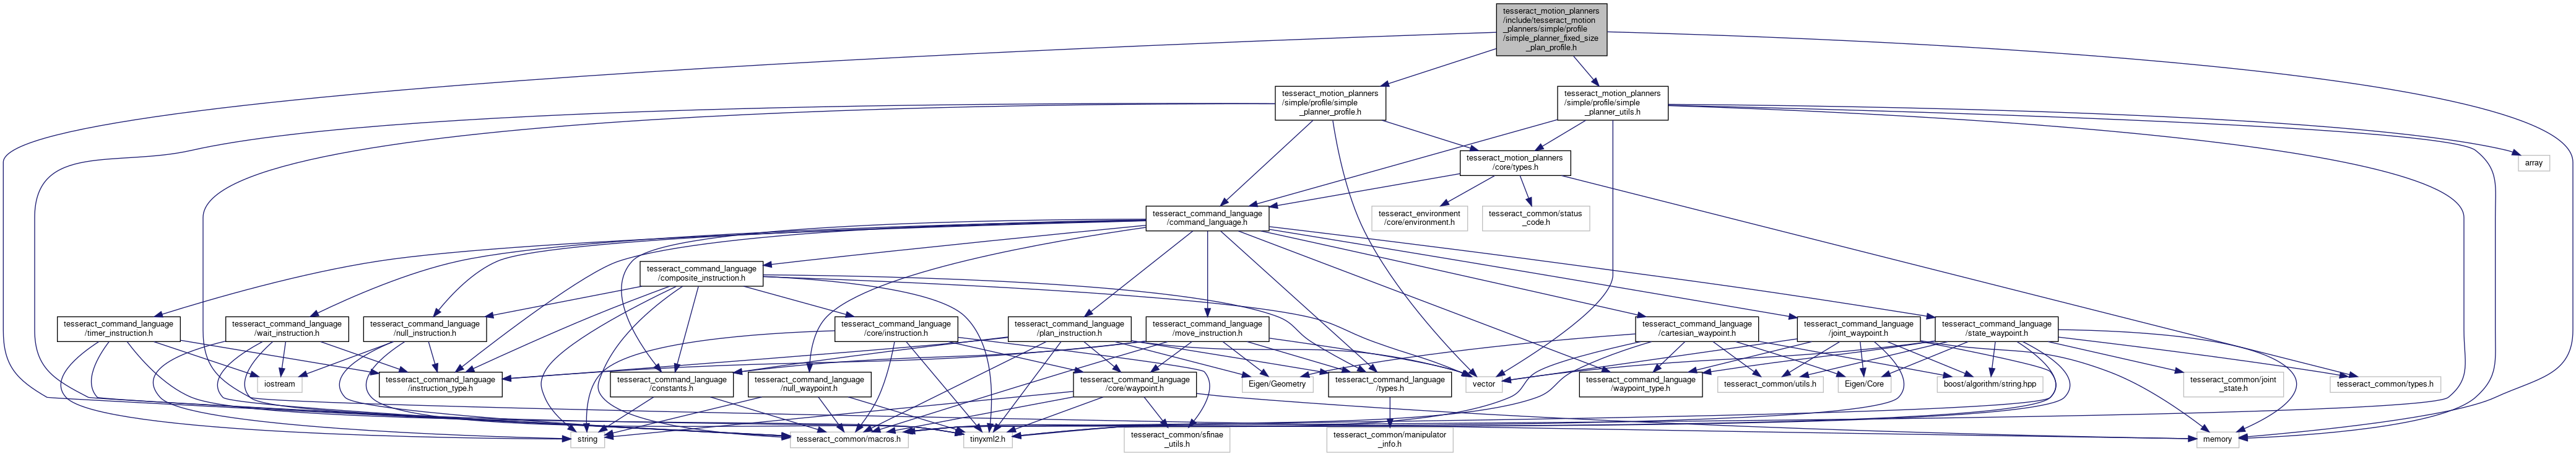 tesseract_motion_planners
/include/tesseract_motion
_planners/simple/profile
/simple_planner_fixed_size
_plan_profile.h
tesseract_motion_planners
/simple/profile/simple
_planner_profile.h
tesseract_motion_planners
/simple/profile/simple
_planner_utils.h
tesseract_motion_planners
/core/types.h
array
tesseract_command_language
/command_language.h
tesseract_environment
/core/environment.h
tesseract_common/status
_code.h
tesseract_command_language
/composite_instruction.h
tesseract_command_language
/timer_instruction.h
tesseract_command_language
/wait_instruction.h
tesseract_command_language
/null_instruction.h
tesseract_command_language
/core/instruction.h
tesseract_command_language
/plan_instruction.h
tesseract_command_language
/move_instruction.h
tesseract_command_language
/cartesian_waypoint.h
tesseract_command_language
/joint_waypoint.h
tesseract_command_language
/state_waypoint.h
iostream
tesseract_command_language
/instruction_type.h
tesseract_command_language
/constants.h
tesseract_command_language
/null_waypoint.h
tesseract_command_language
/core/waypoint.h
Eigen/Geometry
tesseract_command_language
/types.h
vector
tesseract_command_language
/waypoint_type.h
tesseract_common/utils.h
Eigen/Core
boost/algorithm/string.hpp
tesseract_common/joint
_state.h
tesseract_common/types.h
string
tesseract_common/macros.h
tinyxml2.h
tesseract_common/sfinae
_utils.h
tesseract_common/manipulator
_info.h
memory